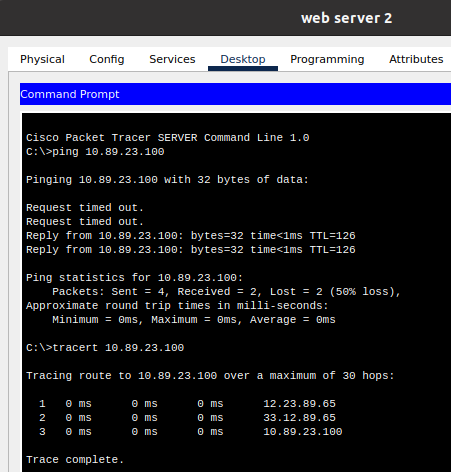 web server 2
Physical Config Services Desktop Programming Attributes
Command Prompt
Cisco Packet Tracer SERVER Command Line 1.0
C:\>ping 10.89.23.100
Pinging 10.89.23.100 with 32 bytes of data:
Request timed out.
Request timed out.
Reply from 10.89.23.100: bytes=32 time<1ms TTL=126
Reply from 10.89.23.100: bytes=32 time<1ms TTL=126
Ping statistics for 10.89.23.100:
Packets: Sent = 4, Received = 2, Lost = 2 (50% loss),
Approximate round trip times in milli-seconds:
Minimum = 0ms, Maximum = 0ms, Average = 0ms
C:\>tracert 10.89.23.100
Tracing route to 10.89.23.100 over a maximum of 30 hops:
1 0 ms 0 ms 0 ms 12.23.89.65
2 0 ms 0 ms 0 ms 33.12.89.65
3 0 ms 0 ms 0 ms 10.89.23.100
Trace complete.